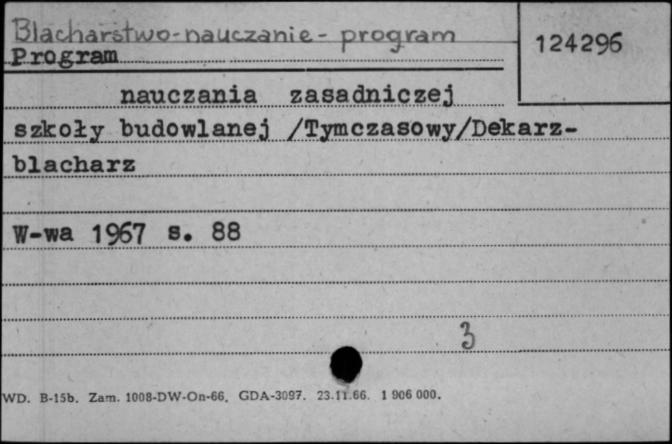 Blacharstwo-nauczanie - program
124296
Program
nauczania zasadniczej
szkoły budowlanej /Tymczasowy/Dekarz-
blacharz
W-wa 1967 s. 88
3
WD. B-15b. Zam. 1008-DW-On-66. GDA-3097. 23.11.66. 1 906 000.